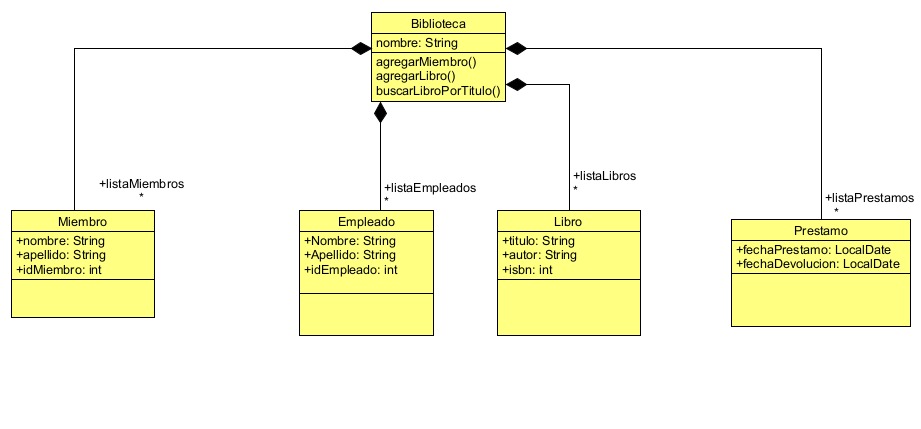 Biblioteca
nombre: String
agregarMiembro()
agregarLibro()
buscarLibroPorTitulo()
+listaMiembros
*
+listaEmpleados
*
+listaLibros
*
+listaPrestamos
*
Miembro
+nombre: String
+apellido: String
+idMiembro: int
Empleado
+Nombre: String
+Apellido: String
+idEmpleado: int
Libro
+titulo: String
+autor: String
+isbn: int
Prestamo
+fechaPrestamo: LocalDate
+fechaDevolucion: LocalDate